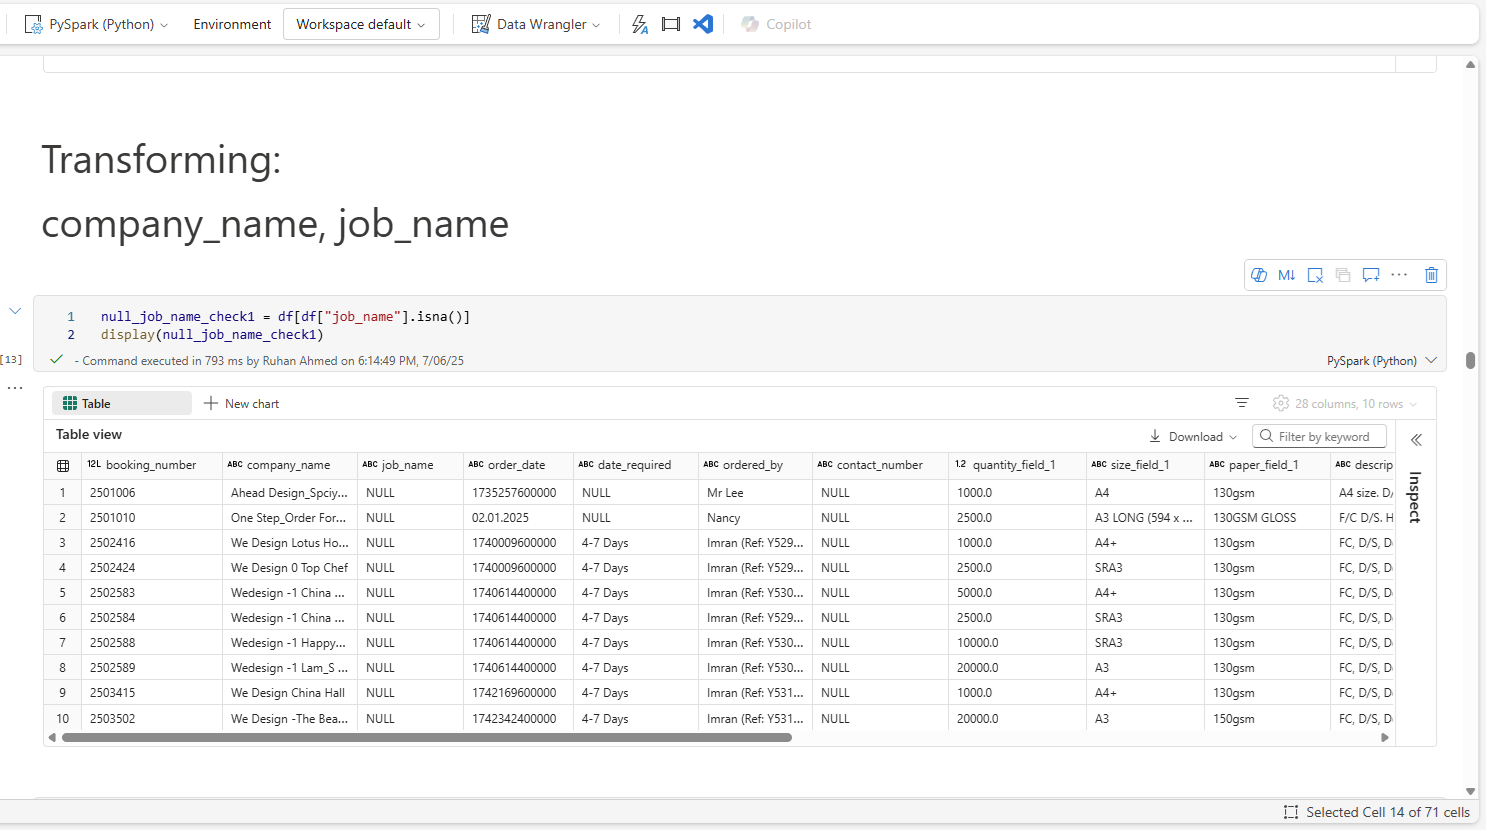 PySpark (Python) Environment Workspace default Data Wrangler Copilot
Transforming:
company_name, job_name
M↓ ...
1 null_job_name_check1 = df[df["job_name"].isna()]
2 display(null_job_name_check1)
[13] - Command executed in 793 ms by Ruhan Ahmed on 6:14:49 PM, 7/06/25 PySpark (Python)
...
Table New chart 28 columns, 10 rows
Table view Download Filter by keyword
12L booking_number ABC company_name ABC job_name ABC order_date ABC date_required ABC ordered_by ABC contact_number 1.2 quantity_field_1 ABC size_field_1 ABC paper_field_1 ABC descrip
1 2501006 Ahead Design_Spciy... NULL 1735257600000 NULL Mr Lee NULL 1000.0 A4 130gsm A4 size. D/
2 2501010 One Step_Order For... NULL 02.01.2025 NULL Nancy NULL 2500.0 A3 LONG (594 x ... 130GSM GLOSS F/C D/S. H
3 2502416 We Design Lotus Ho... NULL 1740009600000 4-7 Days Imran (Ref: Y529... NULL 1000.0 A4+ 130gsm FC, D/S, D
4 2502424 We Design 0 Top Chef NULL 1740009600000 4-7 Days Imran (Ref: Y529... NULL 2500.0 SRA3 130gsm FC, D/S, D
5 2502583 Wedesign -1 China ... NULL 1740614400000 4-7 Days Imran (Ref: Y530... NULL 5000.0 A4+ 130gsm FC, D/S, D
6 2502584 Wedesign -1 China ... NULL 1740614400000 4-7 Days Imran (Ref: Y529... NULL 2500.0 SRA3 130gsm FC, D/S, D
7 2502588 Wedesign -1 Happy... NULL 1740614400000 4-7 Days Imran (Ref: Y530... NULL 10000.0 SRA3 130gsm FC, D/S, D
8 2502589 Wedesign -1 Lam_S ... NULL 1740614400000 4-7 Days Imran (Ref: Y530... NULL 20000.0 A3 130gsm FC, D/S, D
9 2503415 We Design China Hall NULL 1742169600000 4-7 Days Imran (Ref: Y531... NULL 1000.0 A4+ 130gsm FC, D/S, D
10 2503502 We Design -The Bea... NULL 1742342400000 4-7 Days Imran (Ref: Y531... NULL 20000.0 A3 150gsm FC, D/S, D
Inspect
Selected Cell 14 of 71 cells